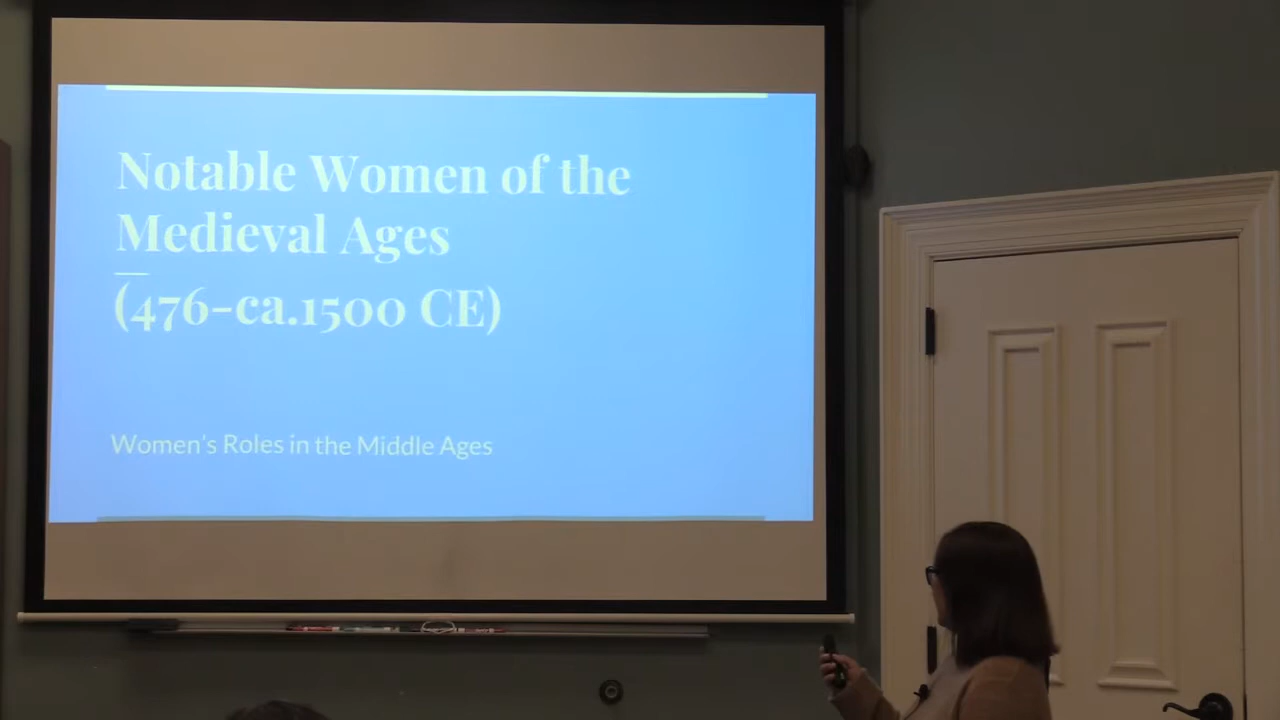 Notable Women of the
Medieval Ages
(476-ca.1500 CE)
Women's Roles in the Middle Ages